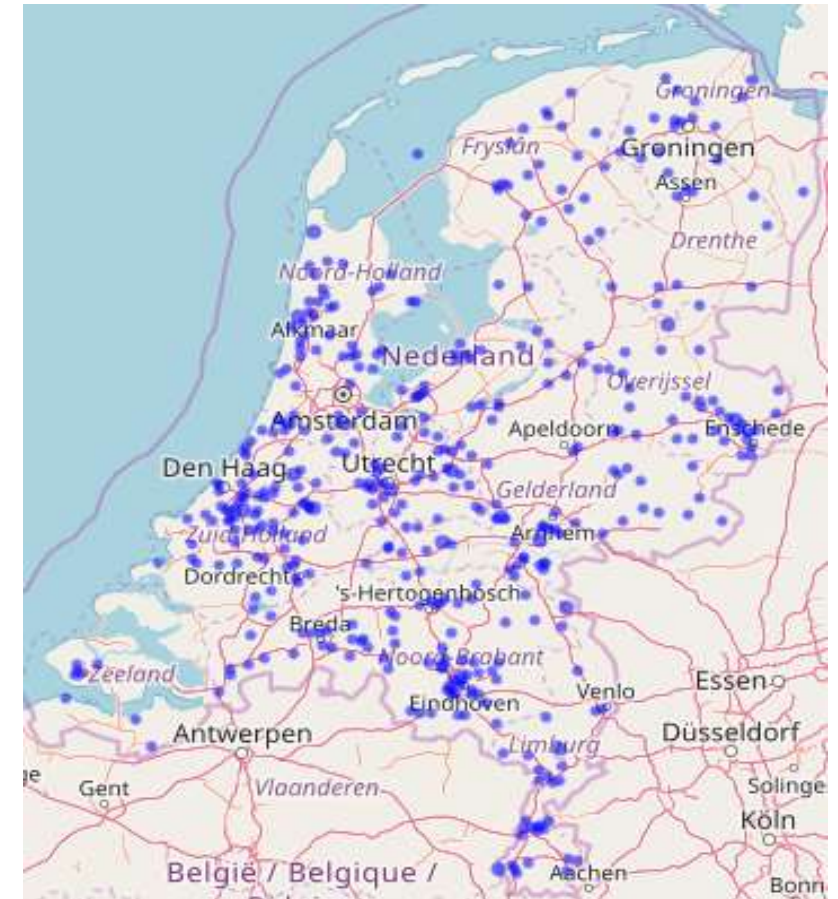 Groningen
Fryslân
Groningen
Assen
Drenthe
Noord-Holland
Alkmaar
Nederland
Overijssel
Amsterdam
Apeldoorn
Enschede
Den Haag
Utrecht
Gelderland
Zuid-Holland
Arnhem
Dordrecht
's-Hertogenbosch
Breda
Noord-Brabant
Zeeland
Eindhoven
Venlo
Essen
Antwerpen
Limburg
Düsseldorf
ge
Gent
Vlaanderen
Solinge
Köln
België / Belgique /
Aachen
Bonn